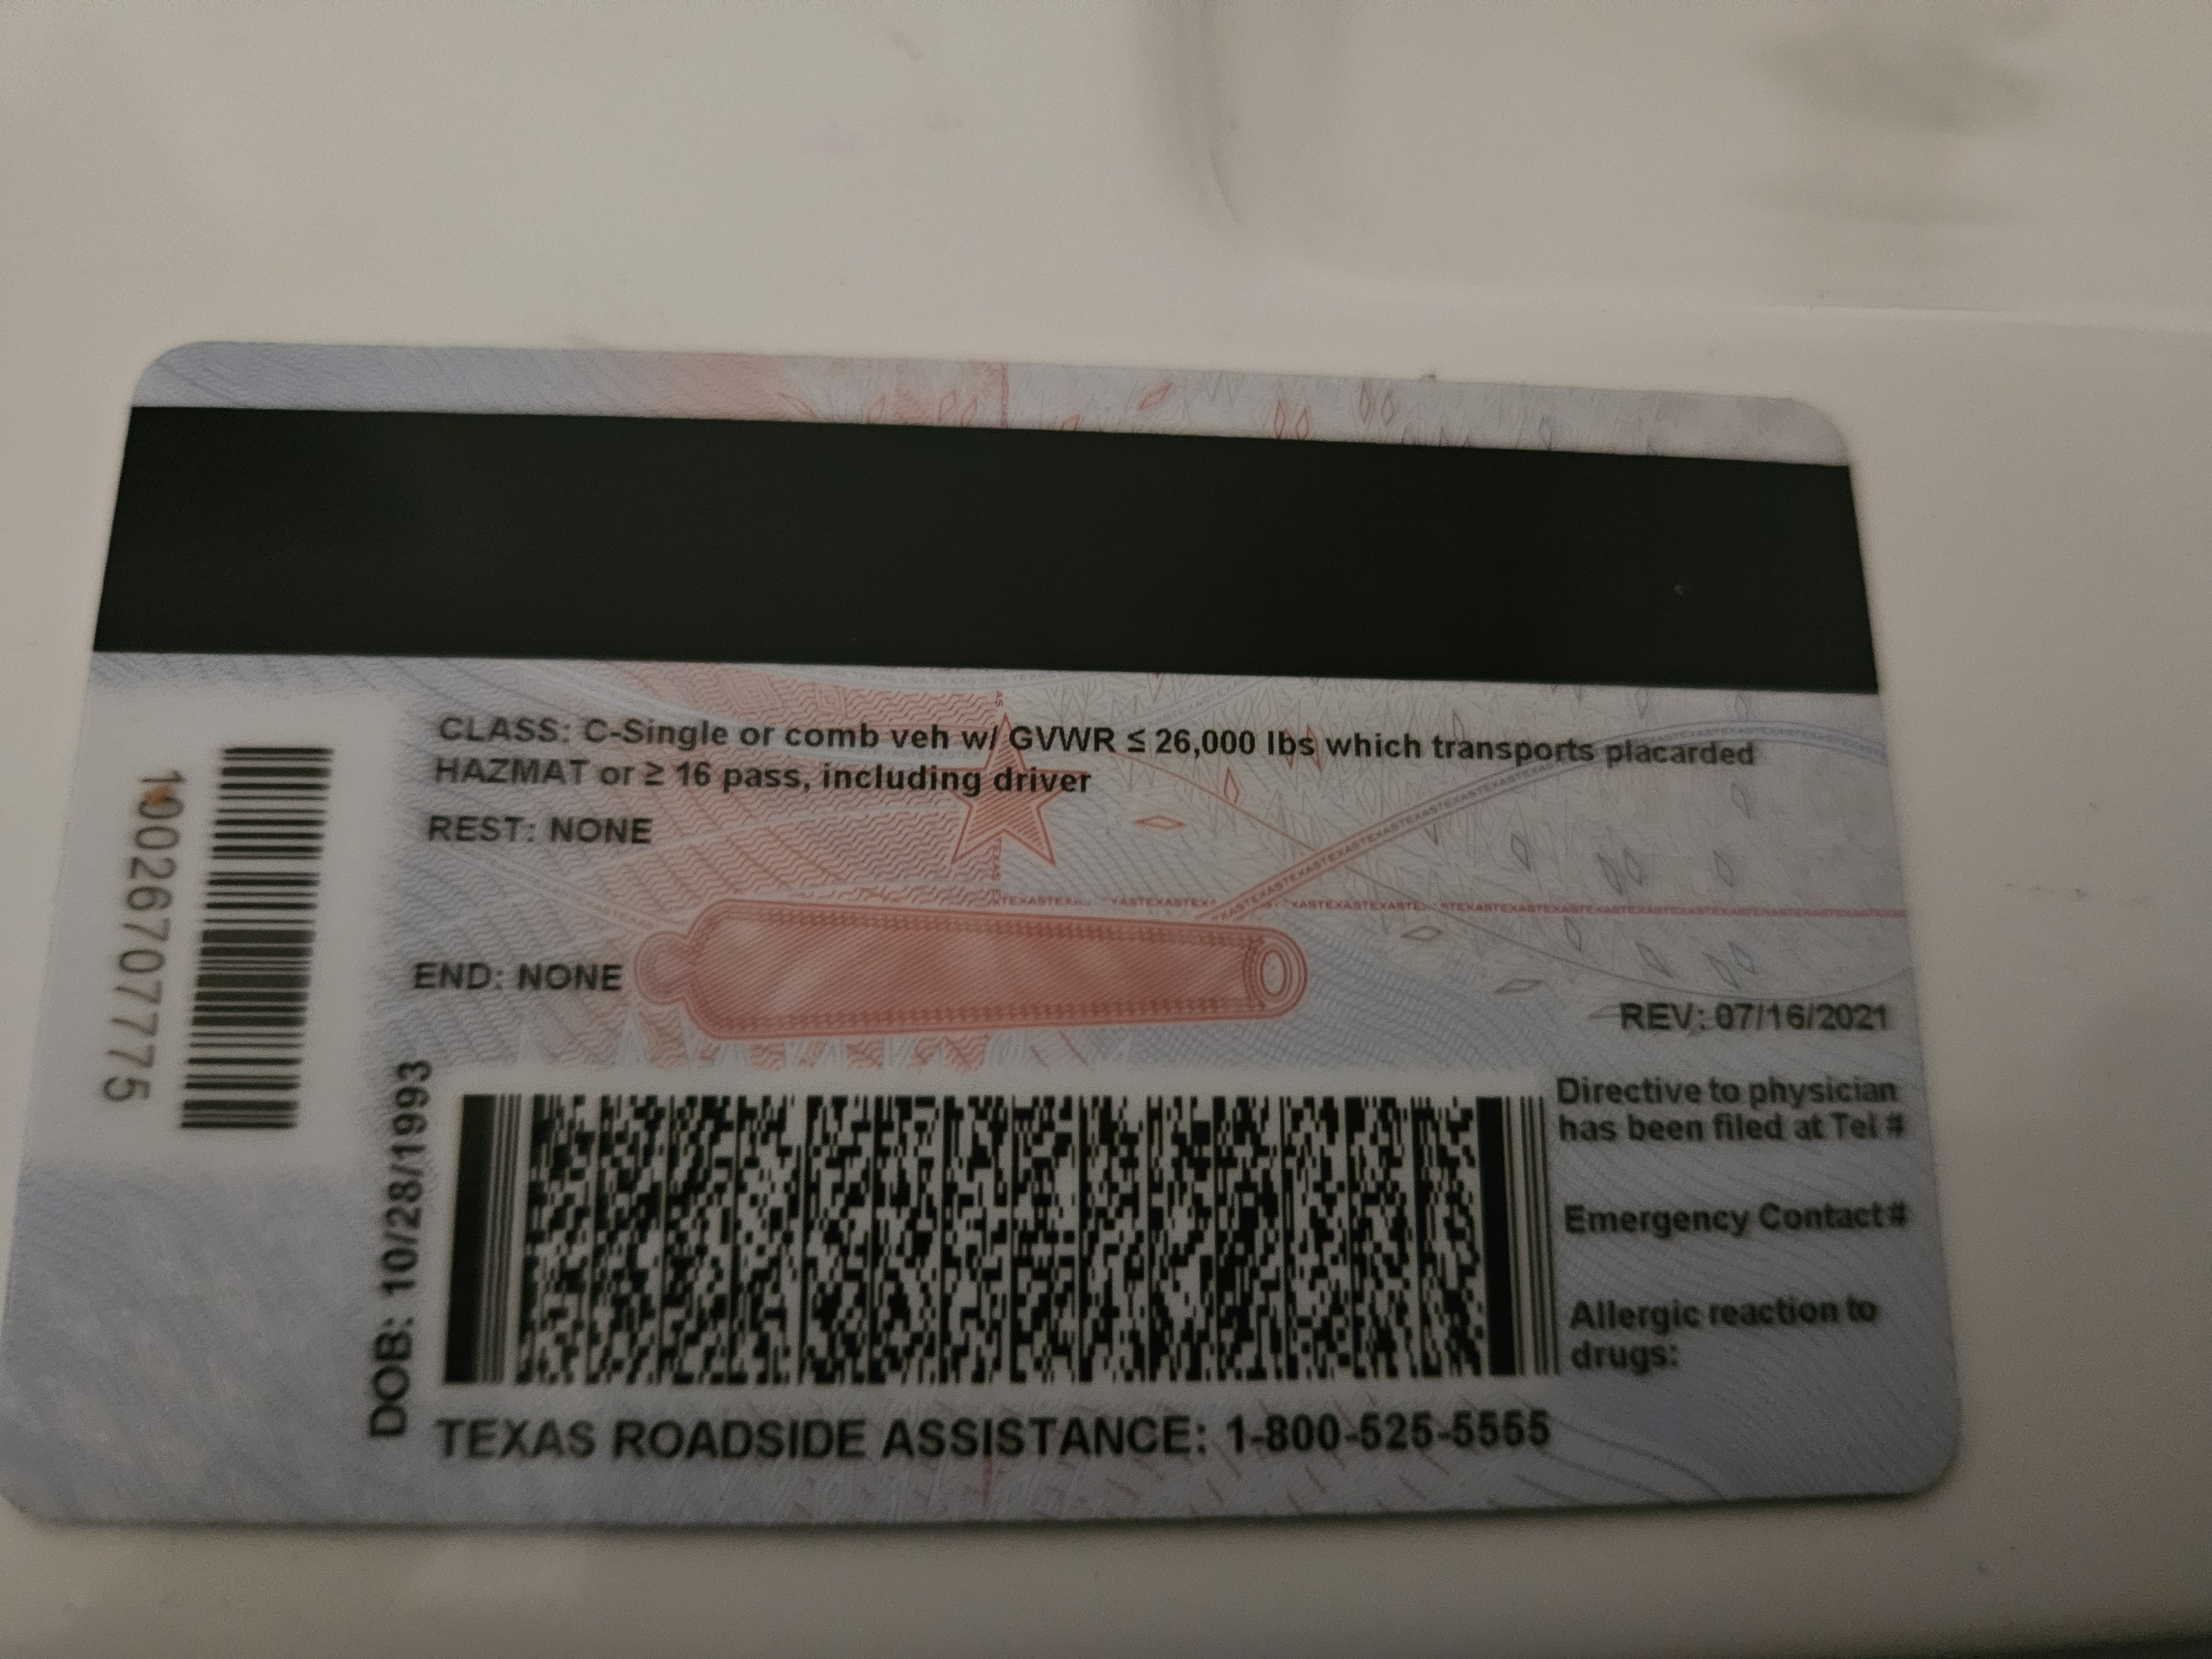 CLASS: C-Single or comb veh w/ GVWR ≤ 26,000 lbs which transports placarded
HAZMAT or ≥ 16 pass, including driver
REST: NONE
END: NONE
REV: 07/16/2021
10026707775
DOB: 10/28/1993
Directive to physician
has been filed at Tel #
Emergency Contact#
Allergic reaction to
drugs:
TEXAS ROADSIDE ASSISTANCE: 1-800-525-5555